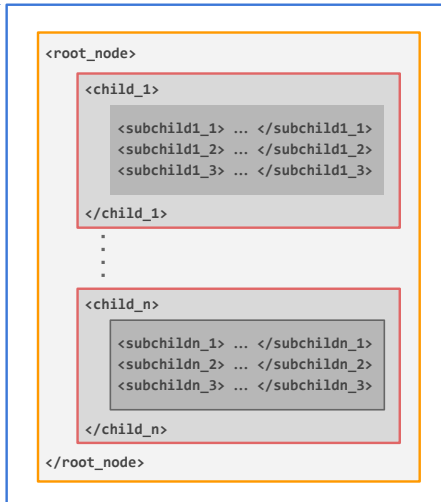 <root_node>
<child_1>
<subchild1_1> ... </subchild1_1>
<subchild1_2> ... </subchild1_2>
<subchild1_3> ... </subchild1_3>
</child_1>
<child_n>
<subchildn_1> ... </subchildn_1>
<subchildn_2> ... </subchildn_2>
<subchildn_3> ... </subchildn_3>
</child_n>
</root_node>